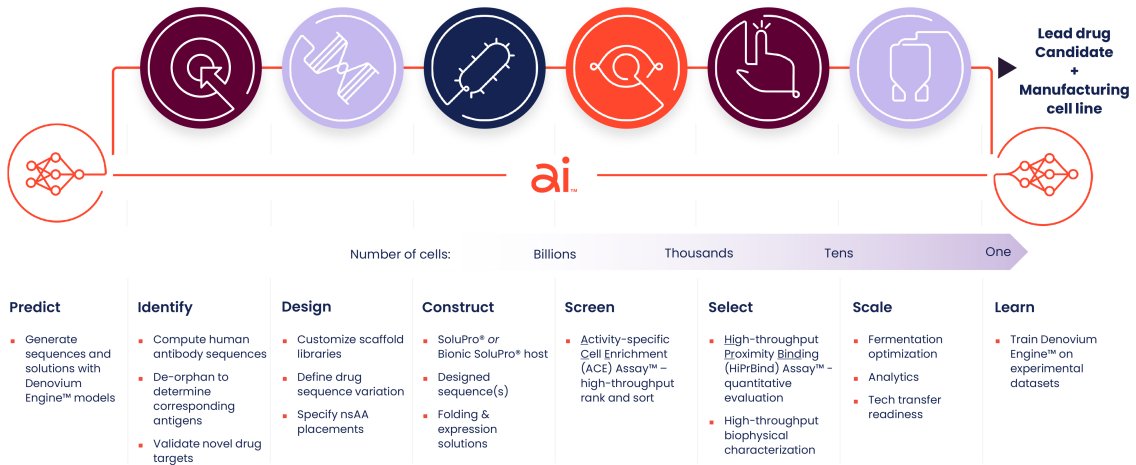 Lead drug
Candidate
+
Manufacturing
cell line
ai™
Number of cells:
Billions
Thousands
Tens
One
Predict
▪ Generate
sequences and
solutions with
Denovium
Engine™ models
Identify
▪ Compute human
antibody sequences
▪ De-orphan to
determine
corresponding
antigens
▪ Validate novel drug
targets
Design
▪ Customize scaffold
libraries
▪ Define drug
sequence variation
▪ Specify nsAA
placements
Construct
▪ SoluPro® or
Bionic SoluPro® host
▪ Designed
sequence(s)
▪ Folding &
expression
solutions
Screen
▪ Activity-specific
Cell Enrichment
(ACE) Assay™ –
high-throughput
rank and sort
Select
▪ High-throughput
Proximity Binding
(HiPrBind) Assay™ -
quantitative
evaluation
▪ High-throughput
biophysical
characterization
Scale
▪ Fermentation
optimization
▪ Analytics
▪ Tech transfer
readiness
Learn
▪ Train Denovium
Engine™ on
experimental
datasets